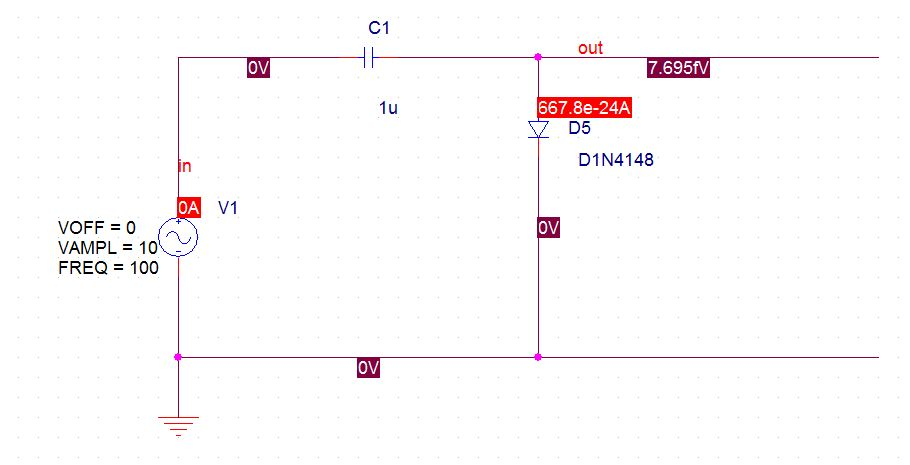 C1
out
0V
7.695fV
1u
667.8e-24A
D5
D1N4148
in
0A
V1
VOFF = 0
VAMPL = 10
FREQ = 100
0V
0V